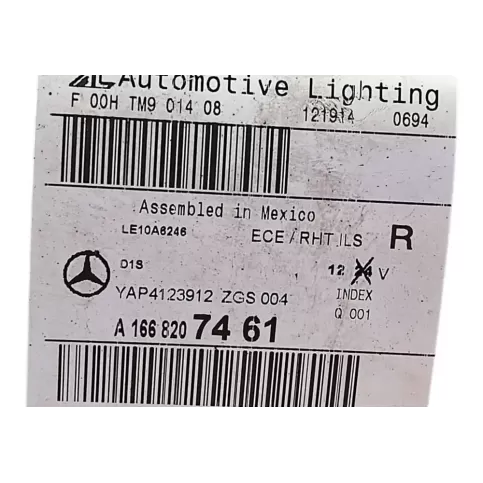 AL Automotive Lighting
F 00H TM9 014 08 121914 0694
Assembled in Mexico
LE10A6246 ECE/RHT.ILS R
D1S 12 24 V
YAP4123912 ZGS 004 INDEX
A 166 820 74 61 Q 001